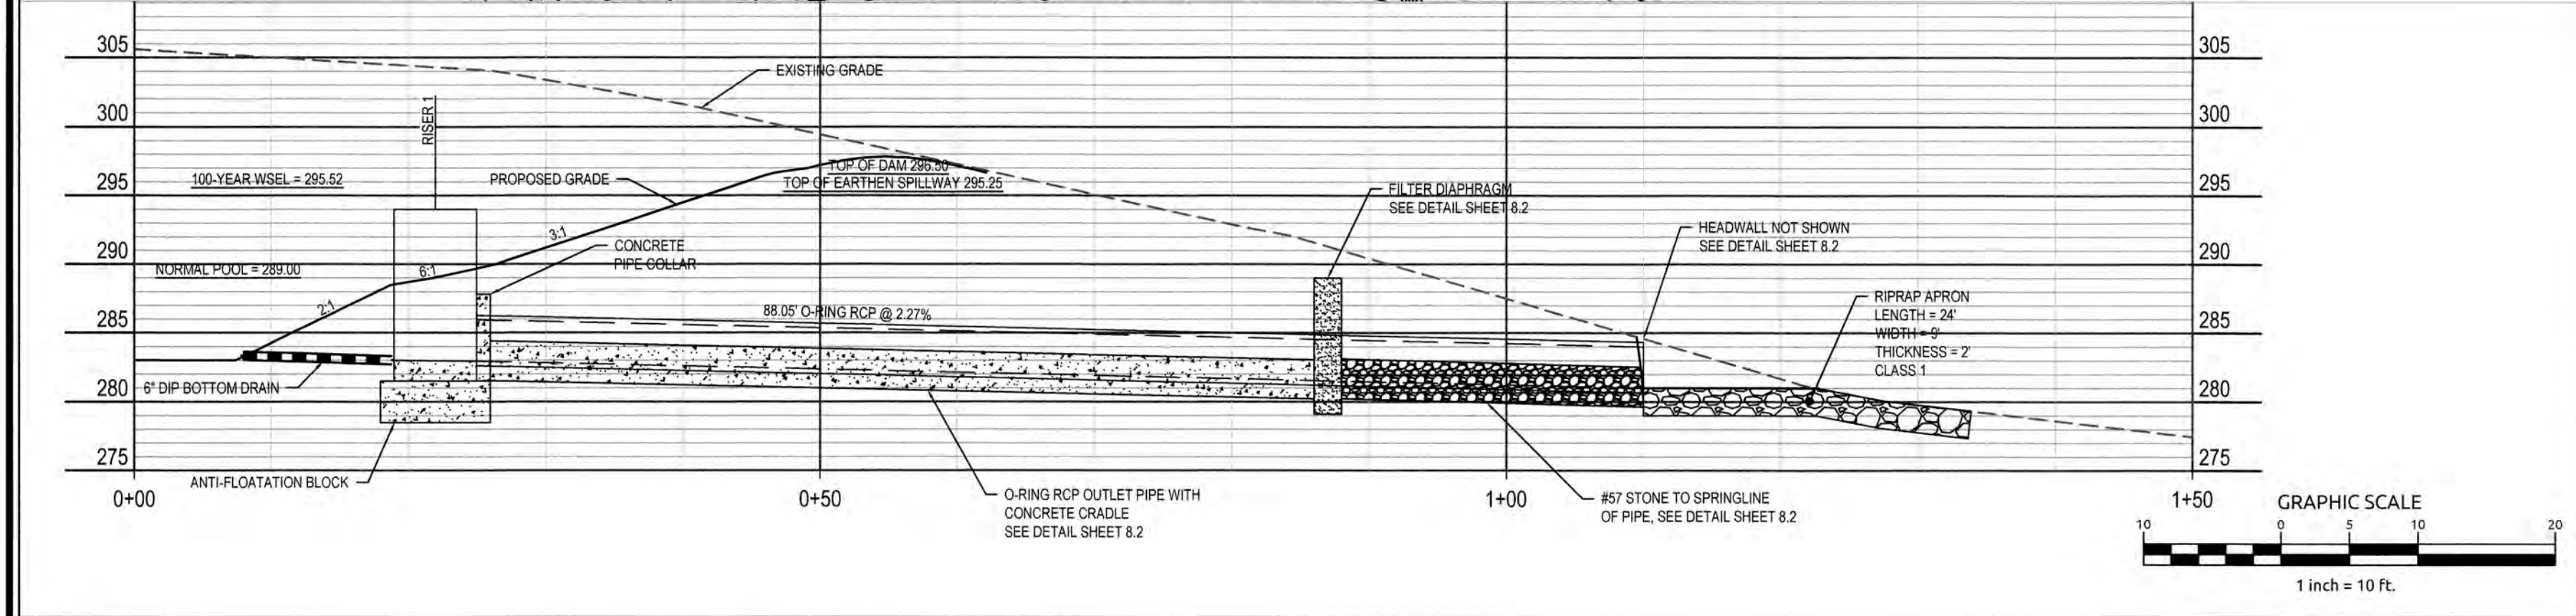 305
300
295
290
285
280
275
RISER 1
EXISTING GRADE
100-YEAR WSEL = 295.52
PROPOSED GRADE
TOP OF DAM 296.50
TOP OF EARTHEN SPILLWAY 295.25
FILTER DIAPHRAGM
SEE DETAIL SHEET 8.2
HEADWALL NOT SHOWN
SEE DETAIL SHEET 8.2
3:1
CONCRETE
PIPE COLLAR
NORMAL POOL = 289.00
6:1
2:1
88.05' O-RING RCP @ 2.27%
RIPRAP APRON
LENGTH = 24'
WIDTH = 9'
THICKNESS = 2'
CLASS 1
6" DIP BOTTOM DRAIN
ANTI-FLOATATION BLOCK
O-RING RCP OUTLET PIPE WITH
CONCRETE CRADLE
SEE DETAIL SHEET 8.2
#57 STONE TO SPRINGLINE
OF PIPE, SEE DETAIL SHEET 8.2
305
300
295
290
285
280
275
0+00
0+50
1+00
1+50
GRAPHIC SCALE
10 0 5 10 20
1 inch = 10 ft.